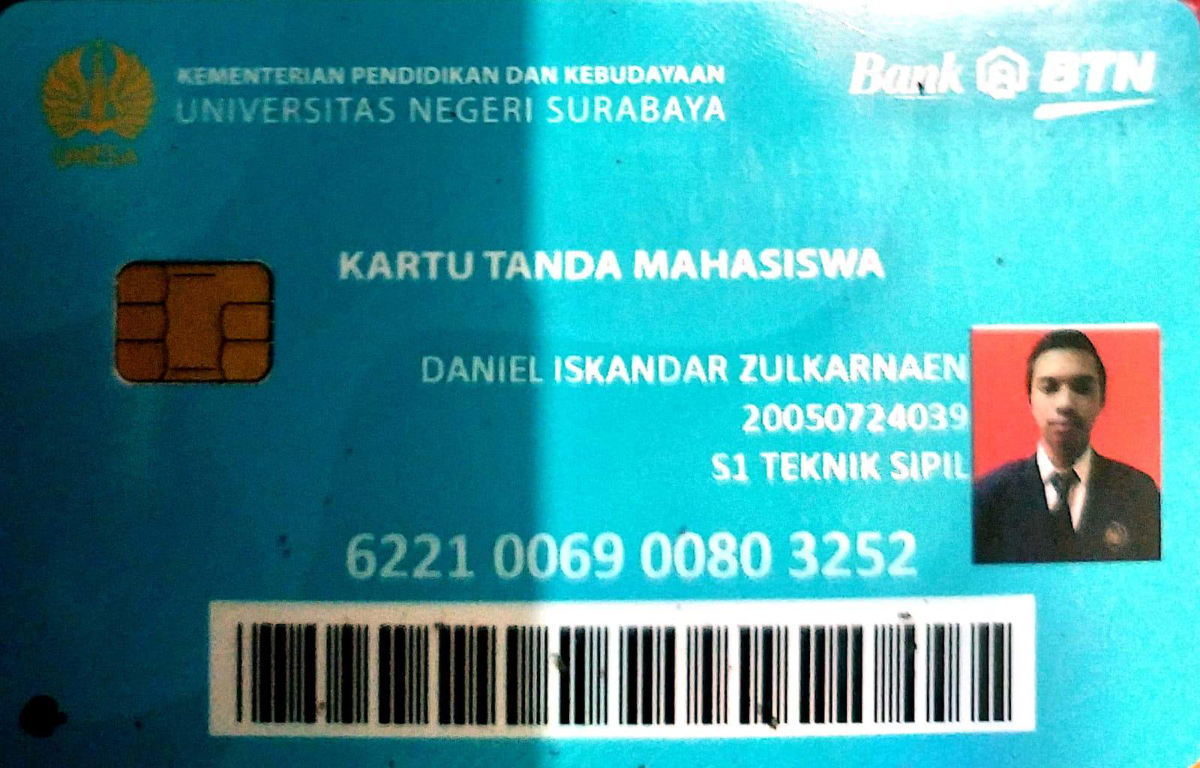 KEMENTERIAN PENDIDIKAN DAN KEBUDAYAAN
UNIVERSITAS NEGERI SURABAYA
UNESA
Bank BTN
KARTU TANDA MAHASISWA
DANIEL ISKANDAR ZULKARNAEN
20050724039
S1 TEKNIK SIPIL
6221 0069 0080 3252